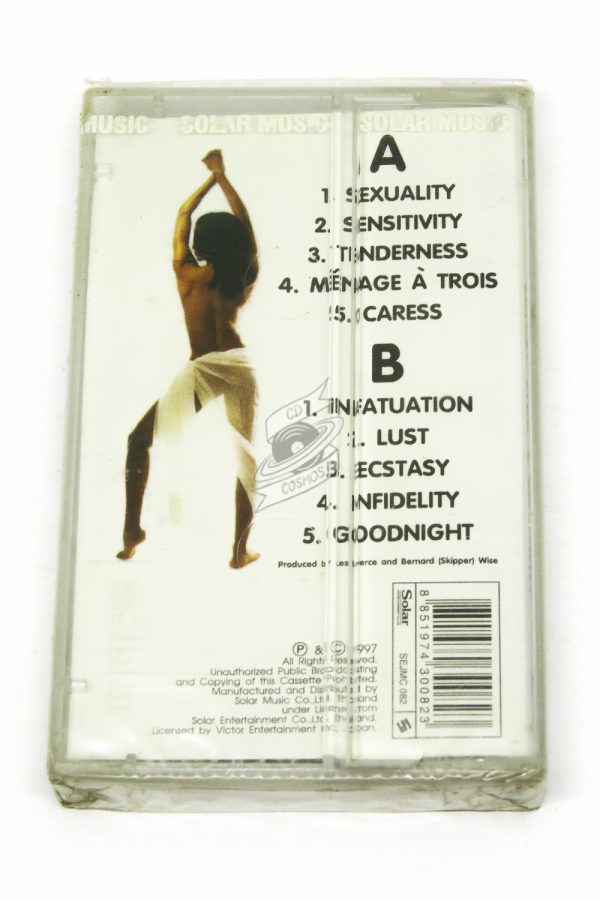 MUSIC SOLAR MUSIC SOLAR MUSIC
A
1. SEXUALITY
2. SENSITIVITY
3. TENDERNESS
4. MÉNAGE À TROIS
5. CARESS
B
1. INFATUATION
2. LUST
3. ECSTASY
4. INFIDELITY
5. GOODNIGHT
CD
COSMOS
Produced by Les Pierce and Bernard (Skipper) Wise
Ⓟ & © 1997
All Rights Reserved.
Unauthorized Public Broadcasting
and Copying of this Cassette Prohibited.
Manufactured and Distributed by
Solar Music Co.,Ltd. Thailand
under License from
Solar Entertainment Co.,Ltd. Thailand.
Licensed by Victor Entertainment Inc. Japan.
Solar
SEJMC 082
8 851974 300823